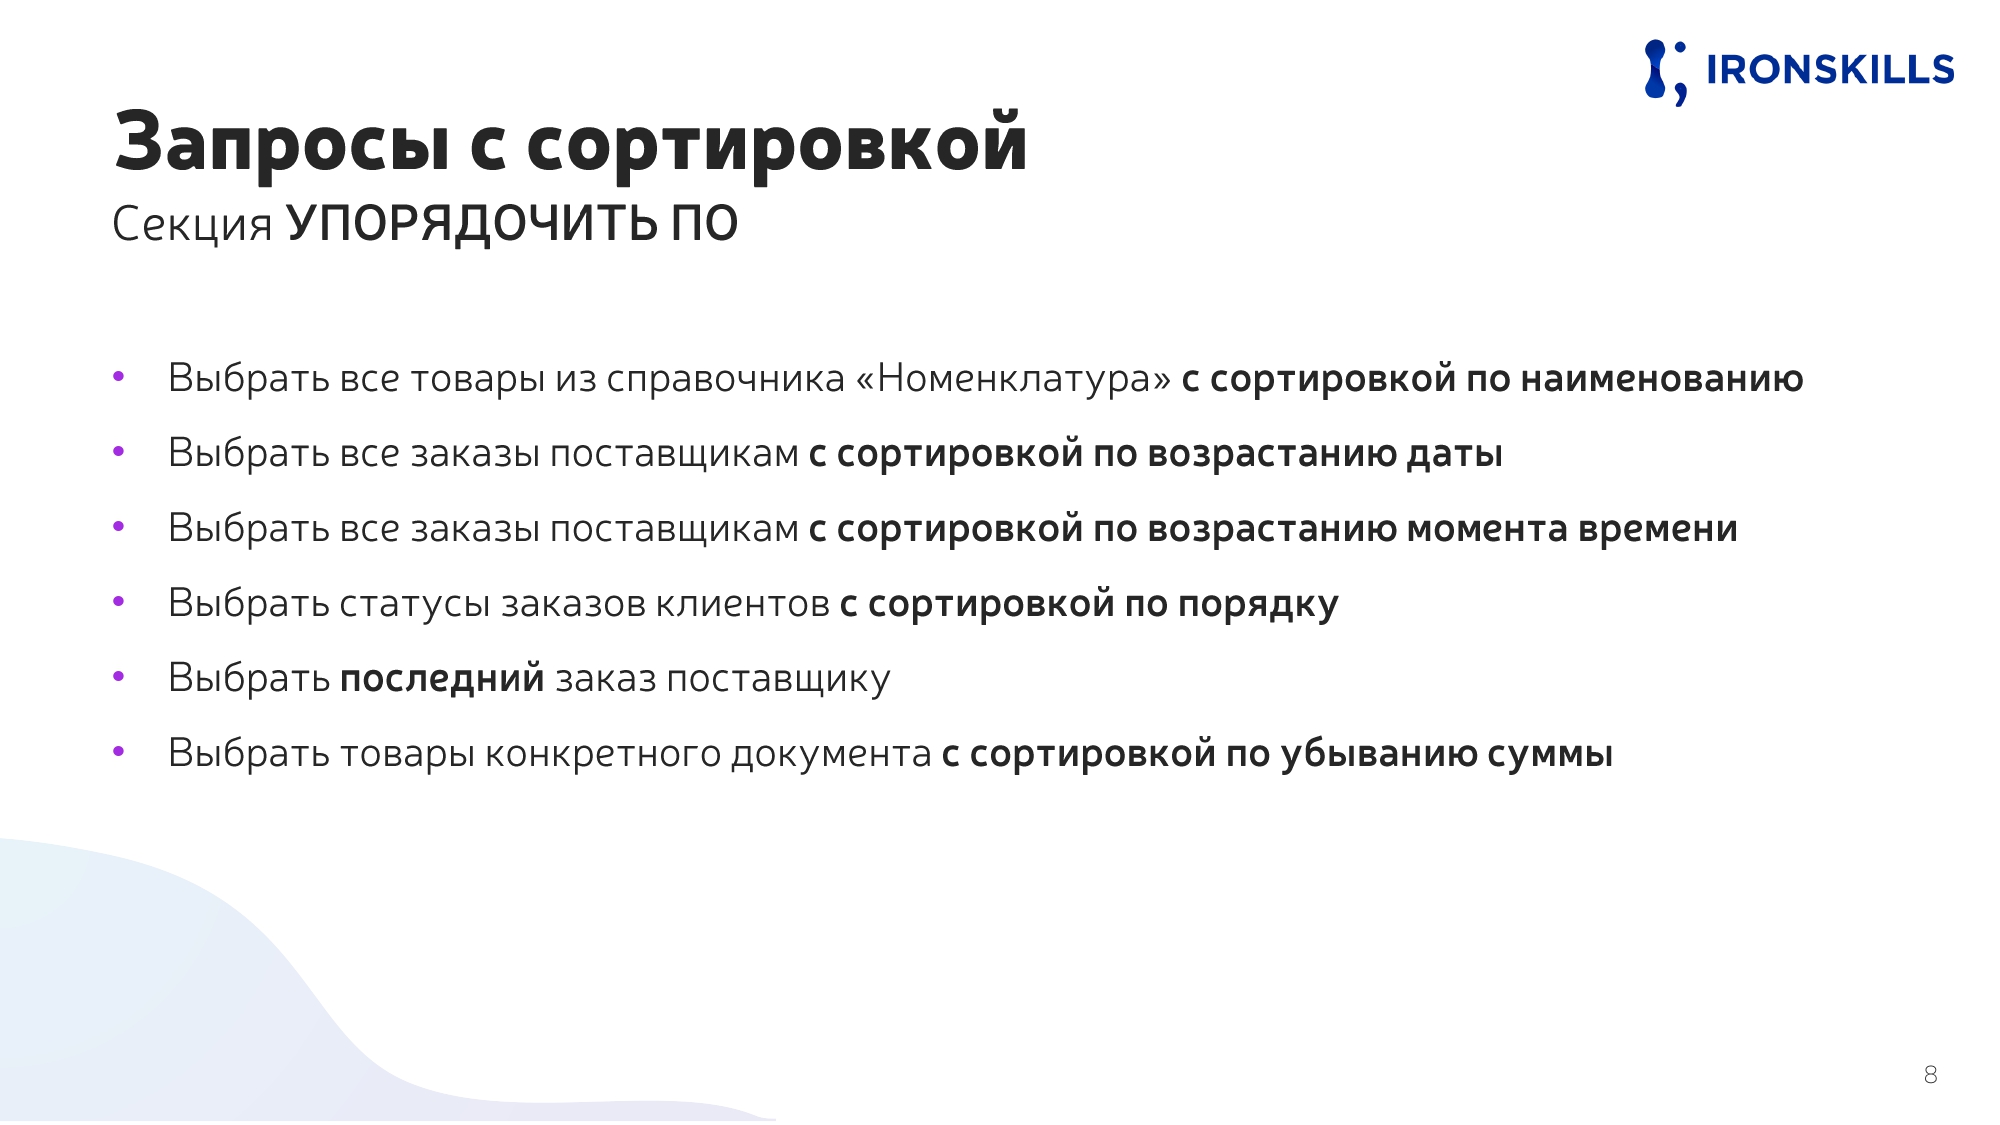 IRONSKILLS
Запросы с сортировкой
Секция УПОРЯДОЧИТЬ ПО
• Выбрать все товары из справочника «Номенклатура» с сортировкой по наименованию
• Выбрать все заказы поставщикам с сортировкой по возрастанию даты
• Выбрать все заказы поставщикам с сортировкой по возрастанию момента времени
• Выбрать статусы заказов клиентов с сортировкой по порядку
• Выбрать последний заказ поставщику
• Выбрать товары конкретного документа с сортировкой по убыванию суммы
8